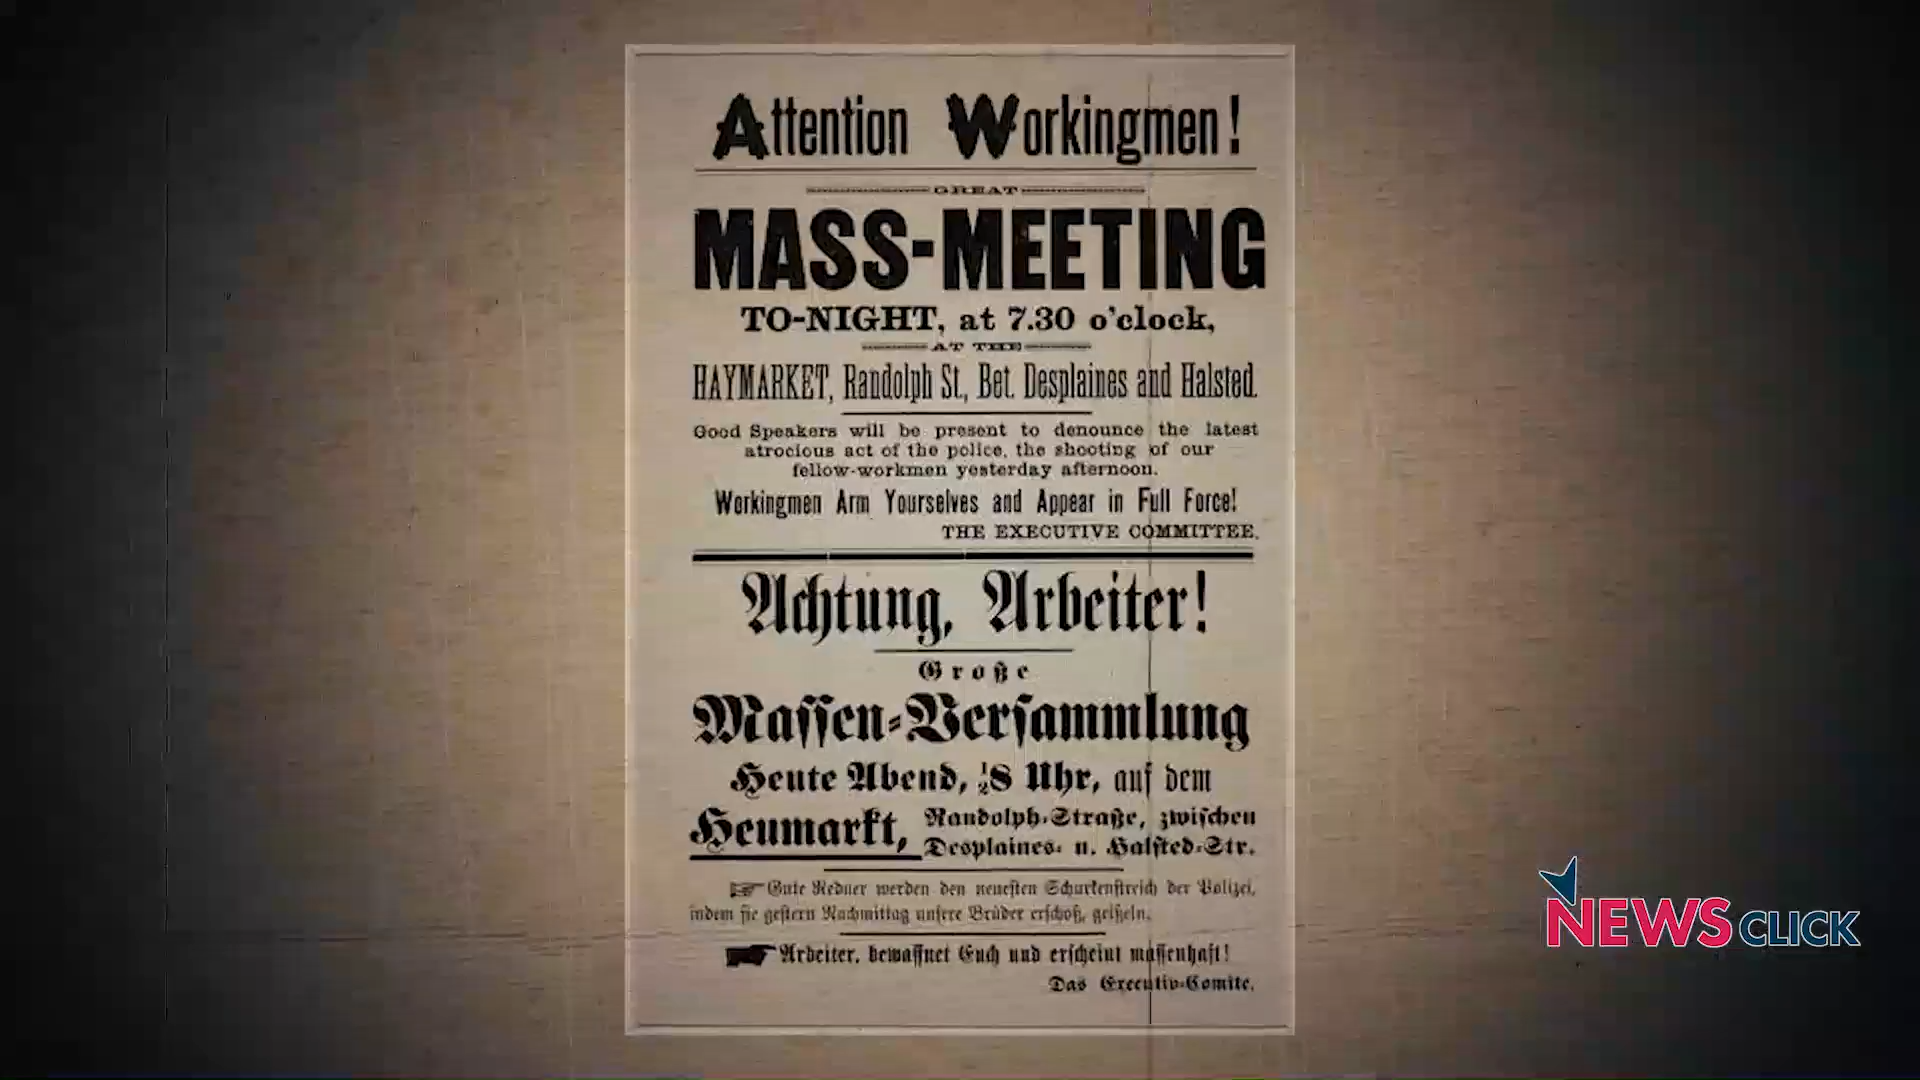 Attention Workingmen!
GREAT
MASS-MEETING
TO-NIGHT, at 7.30 o'clock,
AT THE
HAYMARKET, Randolph St., Bet. Desplaines and Halsted.
Good Speakers will be present to denounce the latest
atrocious act of the police, the shooting of our
fellow-workmen yesterday afternoon.
Workingmen Arm Yourselves and Appear in Full Force!
THE EXECUTIVE COMMITTEE.
Achtung, Arbeiter!
Große
Massen-Versammlung
Heute Abend, ½8 Uhr, auf dem
Heumarkt, Randolph-Straße, zwischen
Desplaines- u. Halsted-Str.
☞ Gute Redner werden den neuesten Schurkenstreich der Polizei,
indem sie gestern Nachmittag unsere Brüder erschoß, geißeln.
☛ Arbeiter, bewaffnet Euch und erscheint massenhaft!
Das Executiv-Comite.
NEWSCLICK